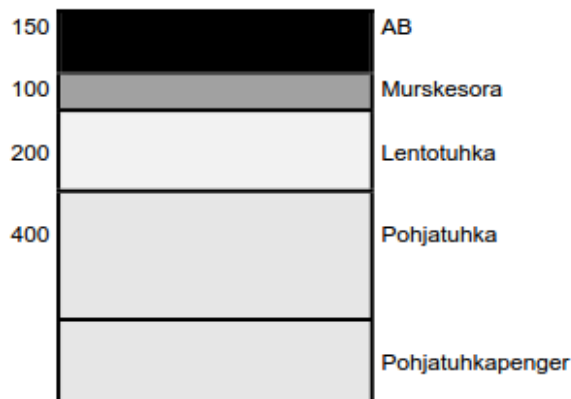 150 AB
100 Murskesora
200 Lentotuhka
400 Pohjatuhka
Pohjatuhkapenger